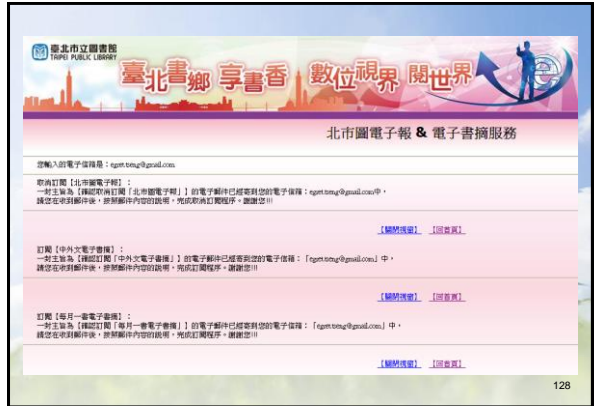 臺北市立圖書館
TAIPEI PUBLIC LIBRARY
臺北書鄉 享書香 數位視界 閱世界
北市圖電子報 & 電子書摘服務
您輸入的電子信箱是：egret.tseng@gmail.com
取消訂閱【北市圖電子報】：
一封主旨為【確認取消訂閱「北市圖電子報」】的電子郵件已經寄到您的電子信箱：egret.tseng@gmail.com中，
請您在收到郵件後，按照郵件內容的說明，完成取消訂閱程序。謝謝您!!!
【關閉視窗】 【回首頁】
訂閱【中外文電子書摘】：
一封主旨為【確認訂閱「中外文電子書摘」】的電子郵件已經寄到您的電子信箱：「egret.tseng@gmail.com」中，
請您在收到郵件後，按照郵件內容的說明，完成訂閱程序。謝謝您!!!
【關閉視窗】 【回首頁】
訂閱【每月一書電子書摘】：
一封主旨為【確認訂閱「每月一書電子書摘」】的電子郵件已經寄到您的電子信箱：「egret.tseng@gmail.com」中，
請您在收到郵件後，按照郵件內容的說明，完成訂閱程序。謝謝您!!!
【關閉視窗】 【回首頁】
128